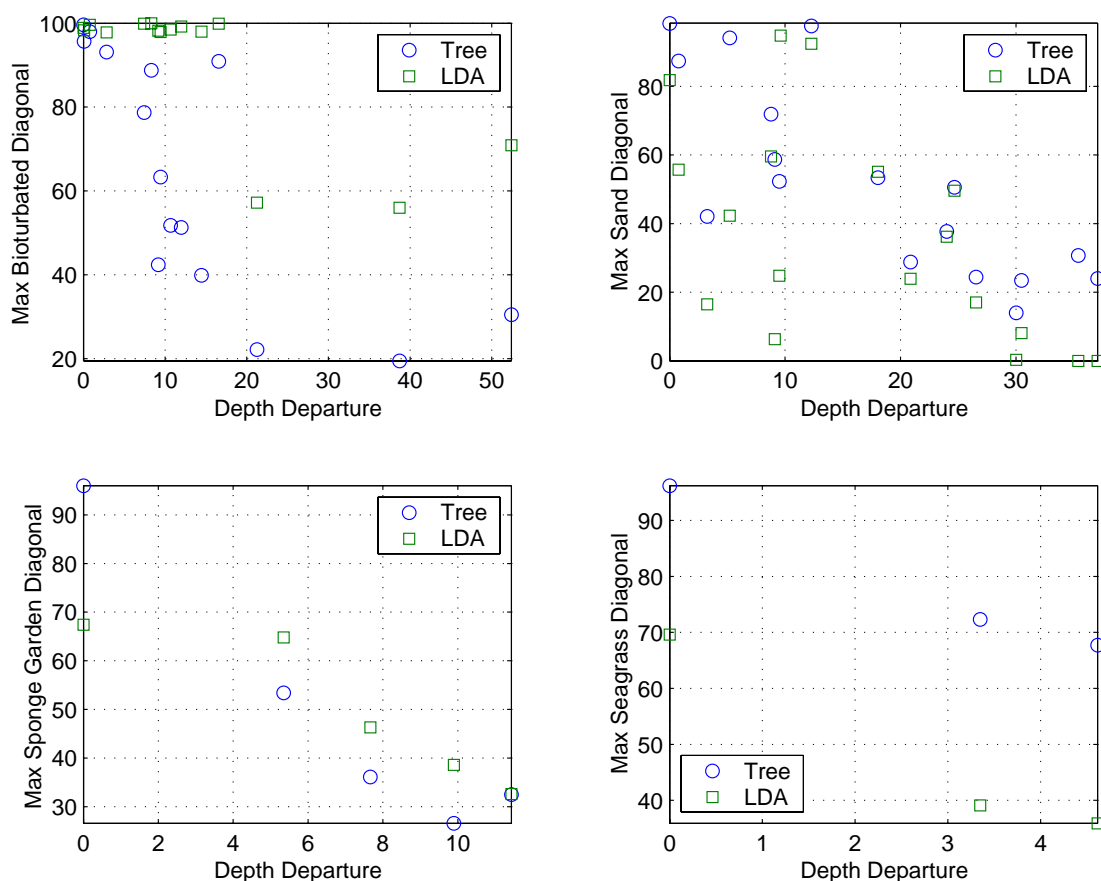 Max Bioturbated Diagonal
100
80
60
40
20
0 10 20 30 40 50
Depth Departure
Tree
LDA
Max Sand Diagonal
80
60
40
20
0
0 10 20 30
Depth Departure
Tree
LDA
Max Sponge Garden Diagonal
90
80
70
60
50
40
30
0 2 4 6 8 10
Depth Departure
Tree
LDA
Max Seagrass Diagonal
90
80
70
60
50
40
0 1 2 3 4
Depth Departure
Tree
LDA